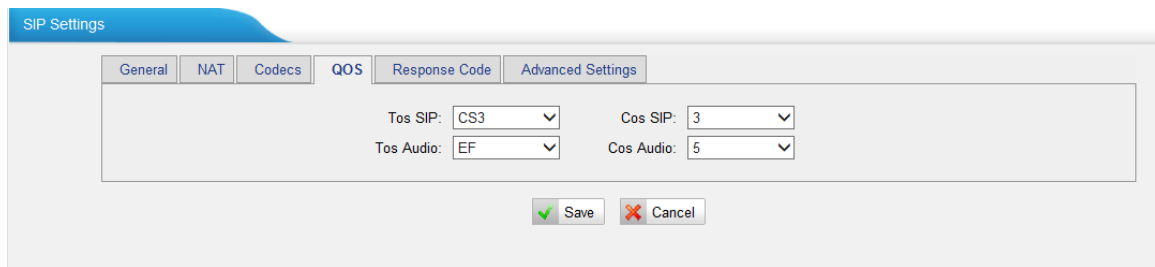 SIP Settings
General NAT Codecs QOS Response Code Advanced Settings
Tos SIP: CS3 Cos SIP: 3
Tos Audio: EF Cos Audio: 5
Save Cancel